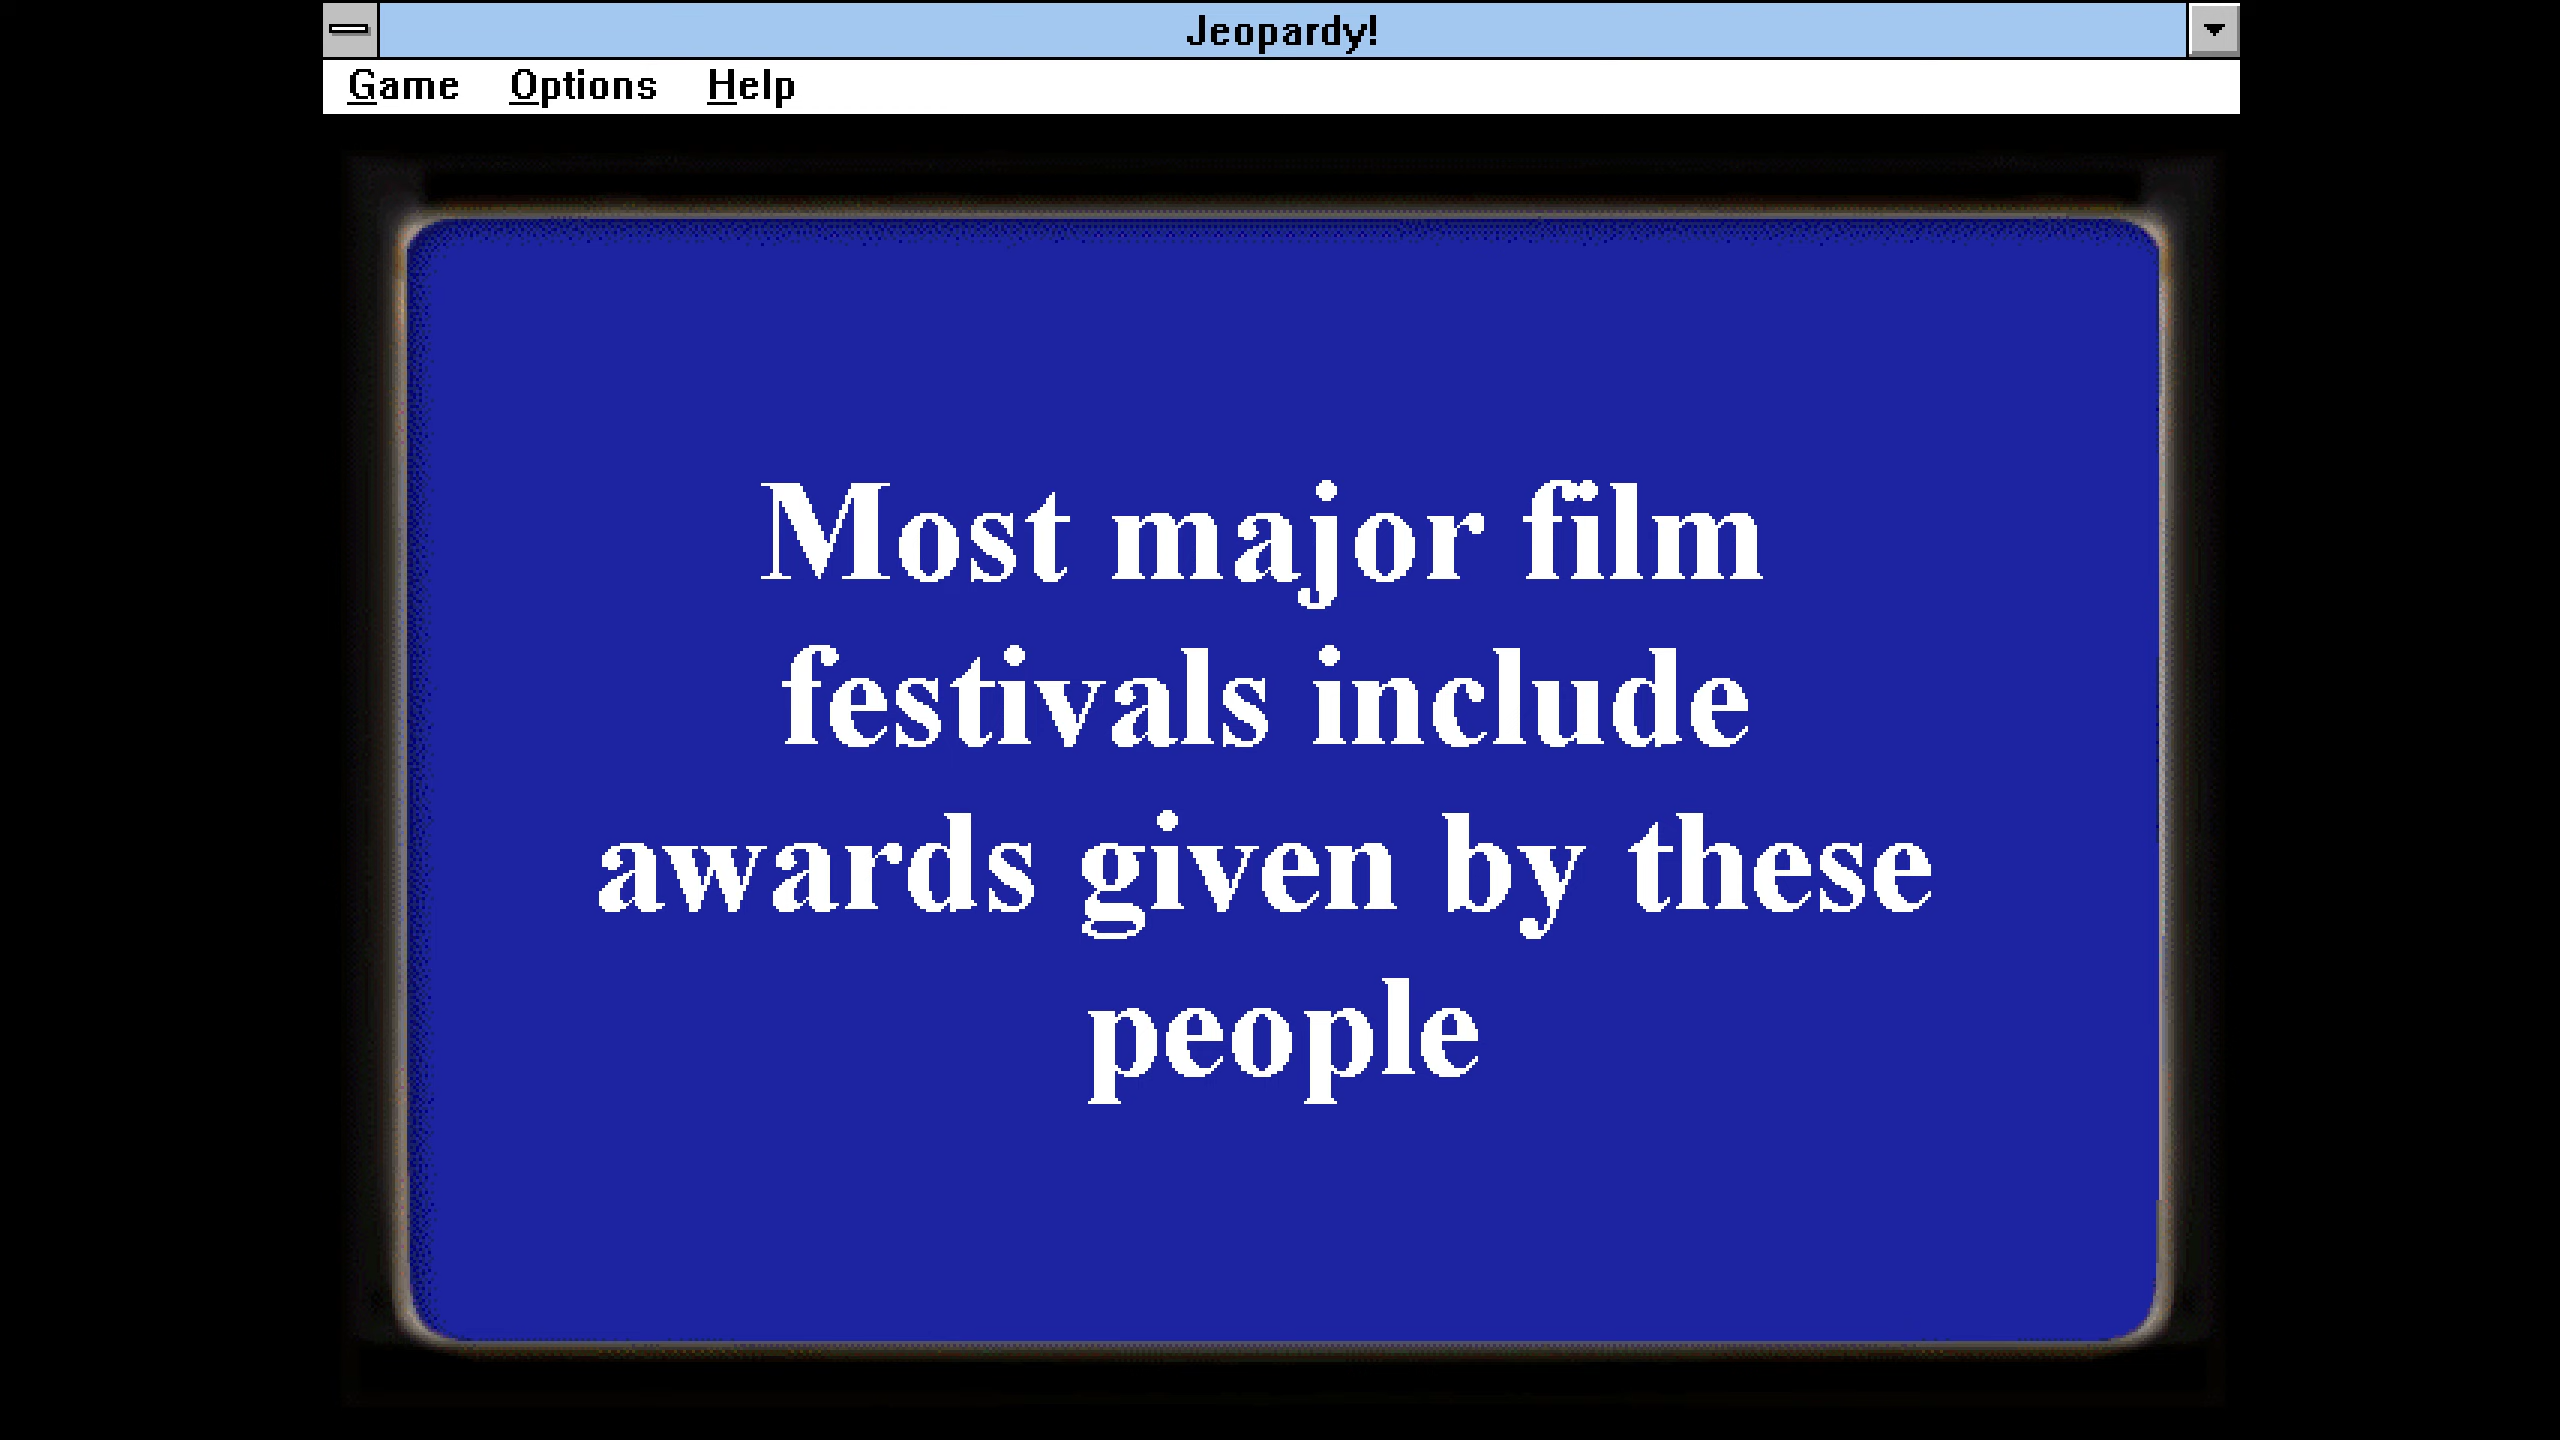 Jeopardy!
Game Options Help
Most major film
festivals include
awards given by these
people